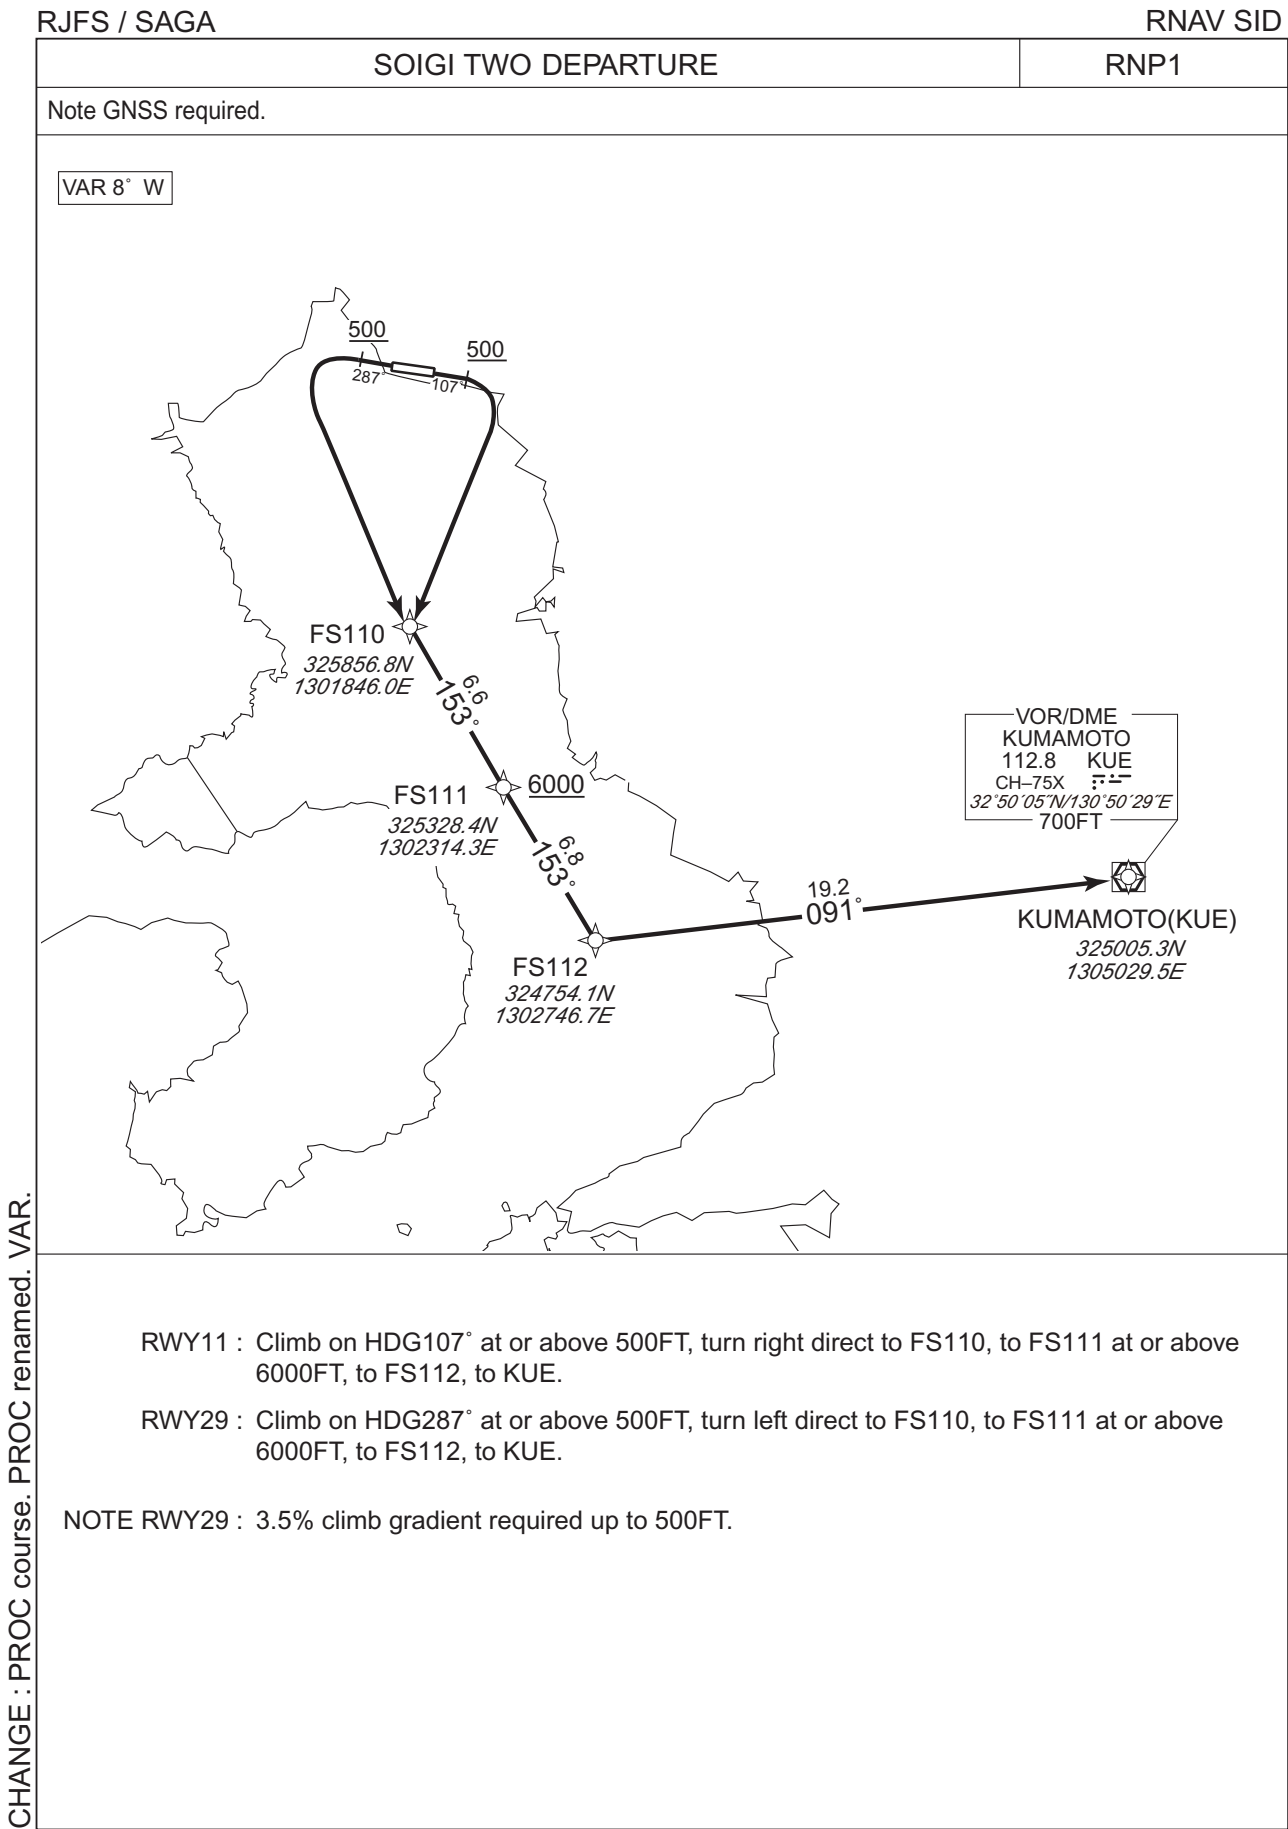 RJFS / SAGA
RNAV SID
SOIGI TWO DEPARTURE
RNP1
Note GNSS required.
VAR 8° W
500
500
287°
107°
FS110
325856.8N
1301846.0E
6.6
153°
FS111
325328.4N
1302314.3E
6000
6.8
153°
FS112
324754.1N
1302746.7E
19.2
091°
VOR/DME
KUMAMOTO
112.8 KUE
CH–75X
32°50´05˝N/130°50´29˝E
700FT
KUMAMOTO(KUE)
325005.3N
1305029.5E
RWY11 : Climb on HDG107° at or above 500FT, turn right direct to FS110, to FS111 at or above
6000FT, to FS112, to KUE.
RWY29 : Climb on HDG287° at or above 500FT, turn left direct to FS110, to FS111 at or above
6000FT, to FS112, to KUE.
NOTE RWY29 : 3.5% climb gradient required up to 500FT.
CHANGE : PROC course. PROC renamed. VAR.